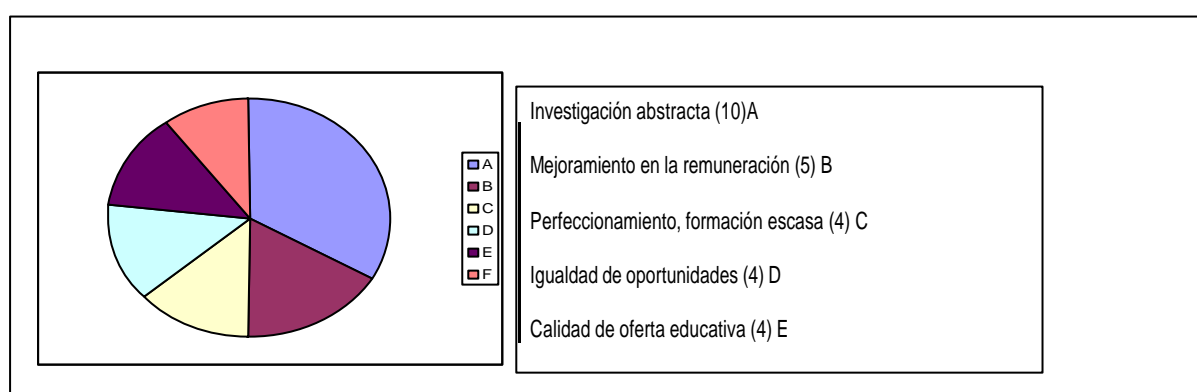 A
B
C
D
E
F
Investigación abstracta (10)A
Mejoramiento en la remuneración (5) B
Perfeccionamiento, formación escasa (4) C
Igualdad de oportunidades (4) D
Calidad de oferta educativa (4) E